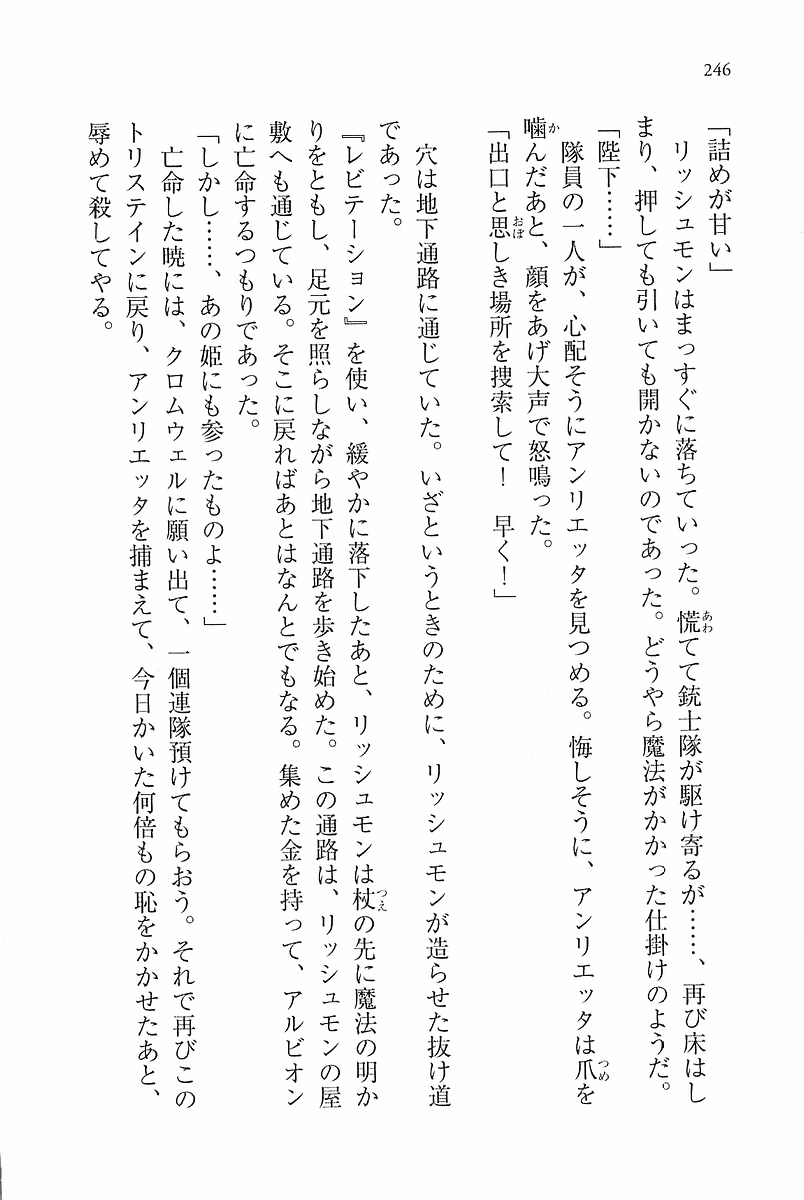 246
「詰めが甘い」
　リッシュモンはまっすぐに落ちていった。慌てて銃士隊が駆け寄るが……、再び床はし
まり、押しても引いても開かないのであった。どうやら魔法がかかった仕掛けのようだ。
「陛下……」
　隊員の一人が、心配そうにアンリエッタを見つめる。悔しそうに、アンリエッタは爪を
噛んだあと、顔をあげ大声で怒鳴った。
「出口と思しき場所を捜索して！　早く！」
　穴は地下通路に通じていた。いざというときのために、リッシュモンが造らせた抜け道
であった。
『レビテーション』を使い、緩やかに落下したあと、リッシュモンは杖の先に魔法の明か
りをともし、足元を照らしながら地下通路を歩き始めた。この通路は、リッシュモンの屋
敷へも通じている。そこに戻ればあとはなんとでもなる。集めた金を持って、アルビオン
に亡命するつもりであった。
「しかし……、あの姫にも参ったものよ……」
　亡命した暁には、クロムウェルに願い出て、一個連隊預けてもらおう。それで再びこの
トリステインに戻り、アンリエッタを捕まえて、今日かいた何倍もの恥をかかせたあと、
辱めて殺してやる。